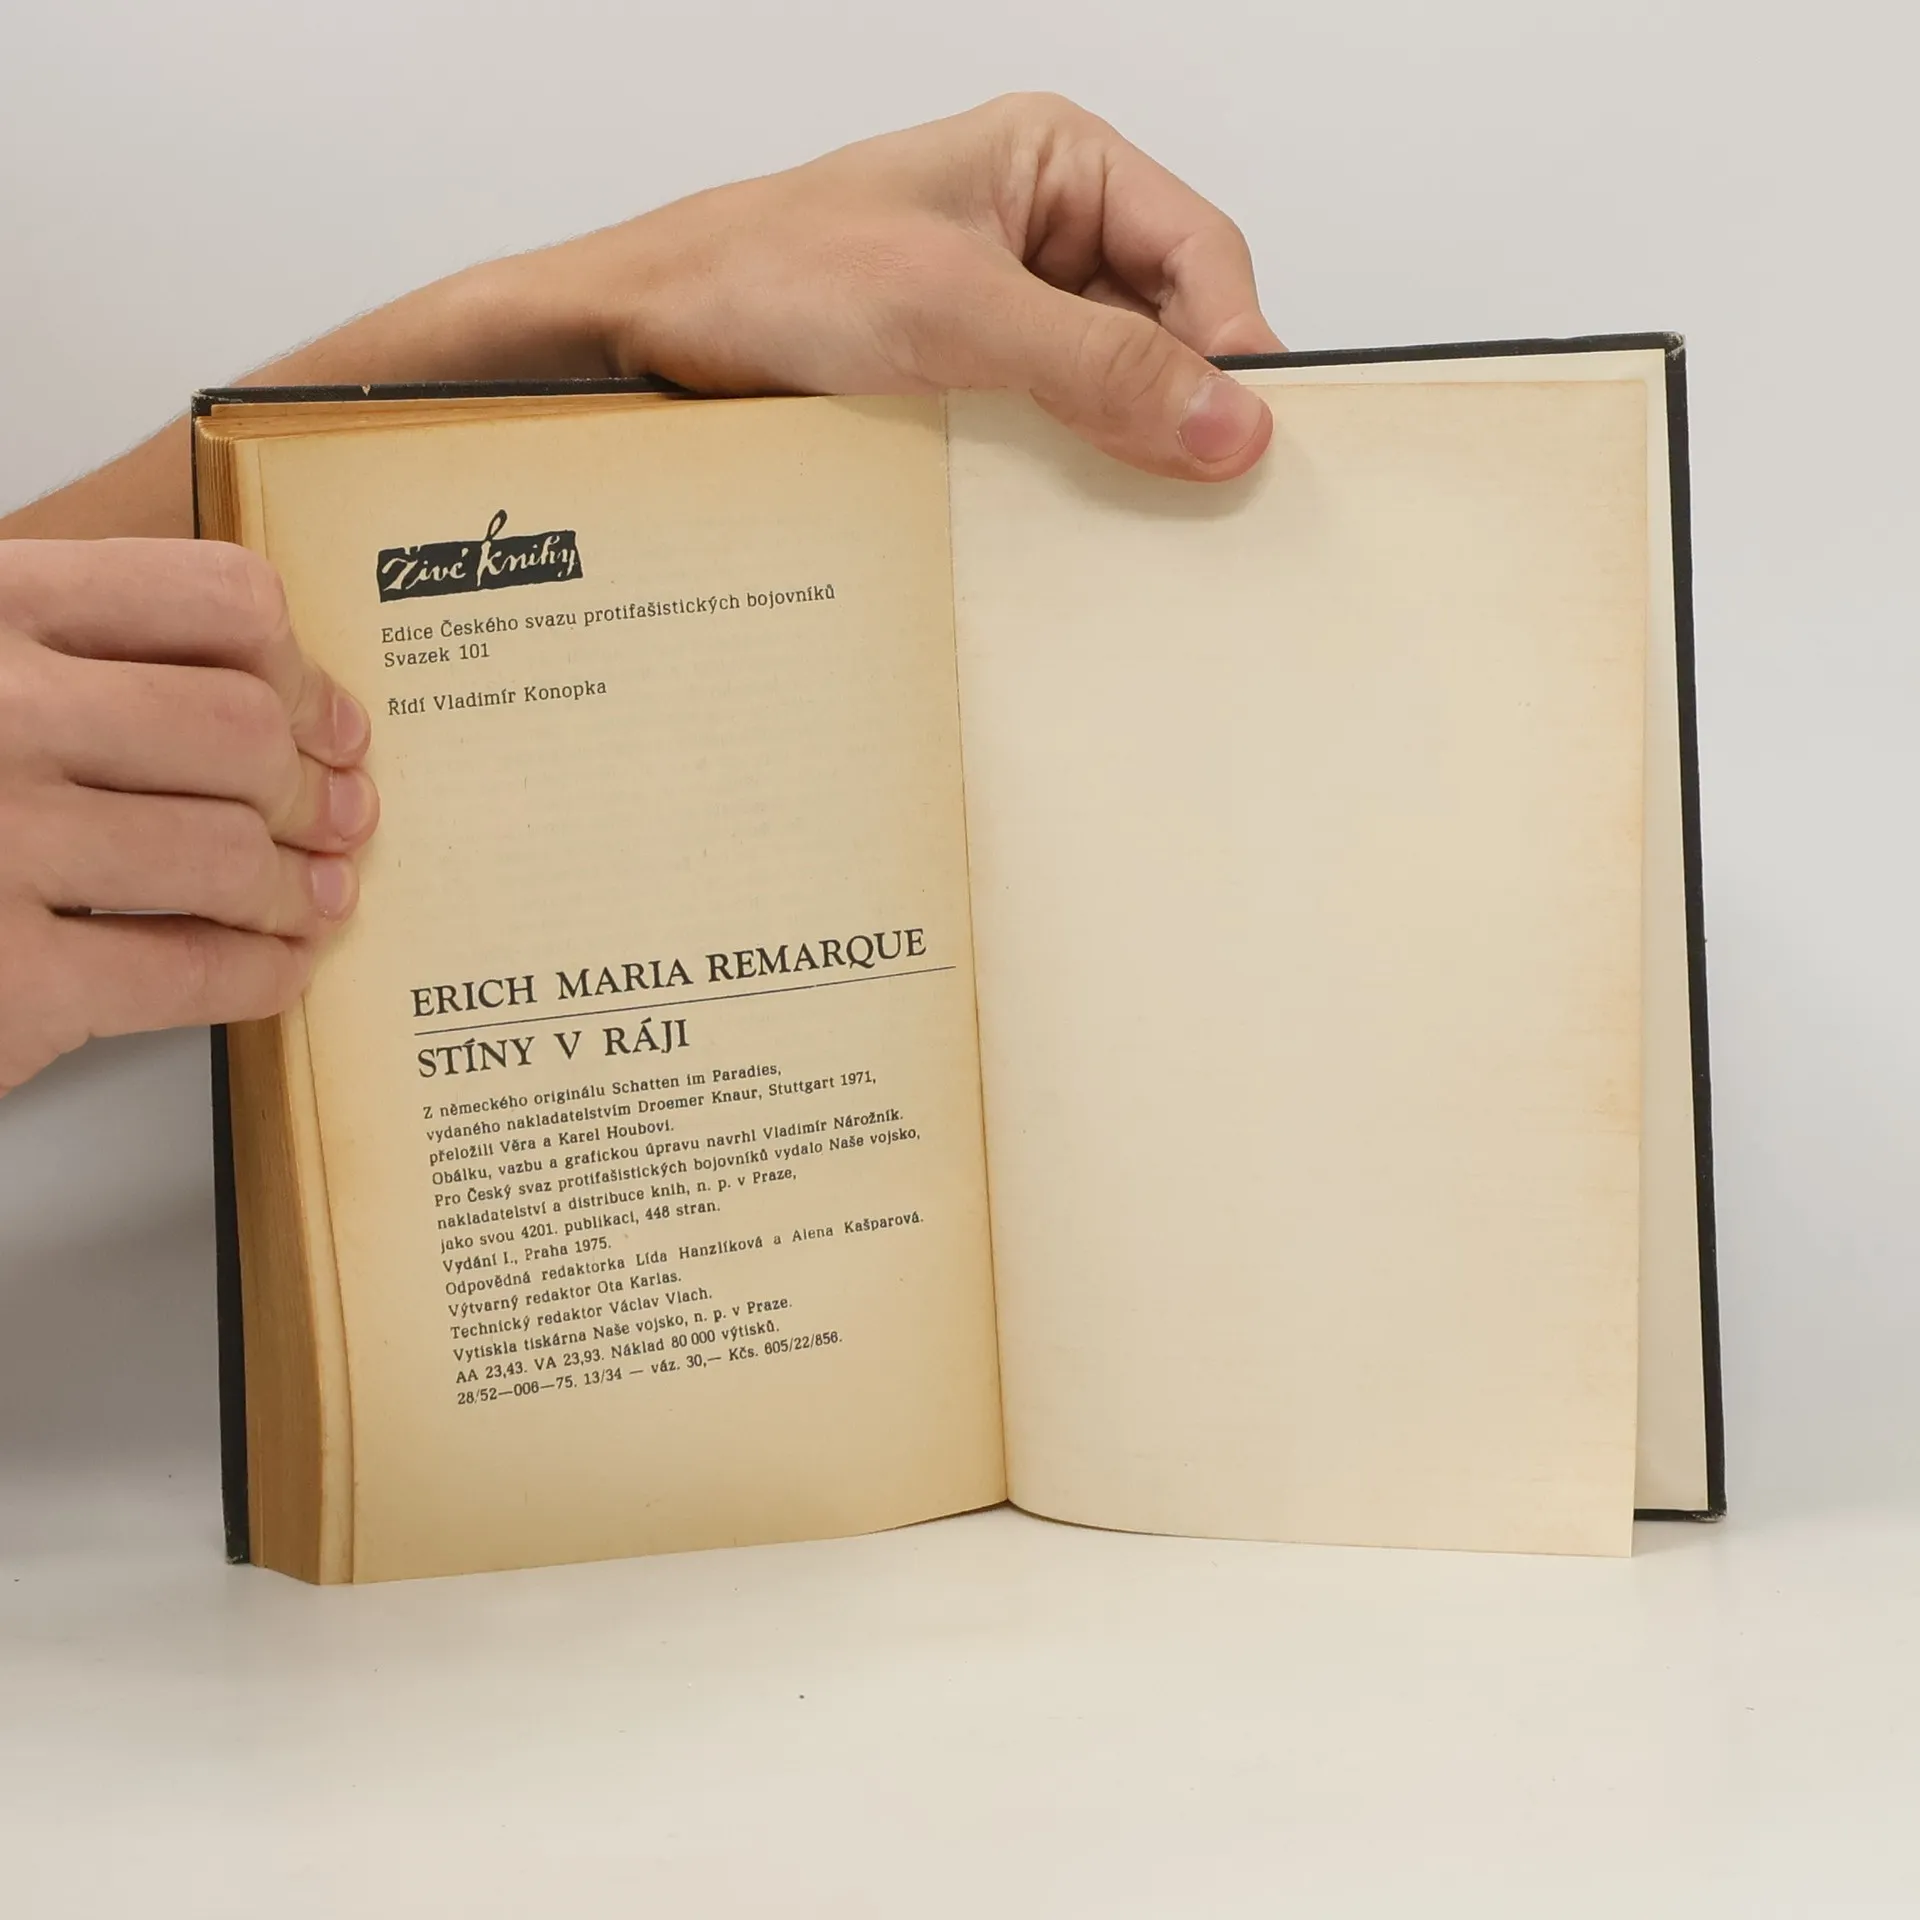 Živé knihy
Edice Českého svazu protifašistických bojovníků
Svazek 101
Řídí Vladimír Konopka
ERICH MARIA REMARQUE
STÍNY V RÁJI
Z německého originálu Schatten im Paradies,
vydaného nakladatelstvím Droemer Knaur, Stuttgart 1971,
přeložili Věra a Karel Houbovi.
Obálku, vazbu a grafickou úpravu navrhl Vladimír Nárožník.
Pro Český svaz protifašistických bojovníků vydalo Naše vojsko,
nakladatelství a distribuce knih, n. p. v Praze,
jako svou 4201. publikaci, 448 stran.
Vydání I., Praha 1975.
Odpovědná redaktorka Lída Hanzlíková a Alena Kašparová.
Výtvarný redaktor Ota Karlas.
Technický redaktor Václav Vlach.
Vytiskla tiskárna Naše vojsko, n. p. v Praze.
AA 23,43. VA 23,93. Náklad 80 000 výtisků.
28/52—006—75. 13/34 — váz. 30,— Kčs. 605/22/856.